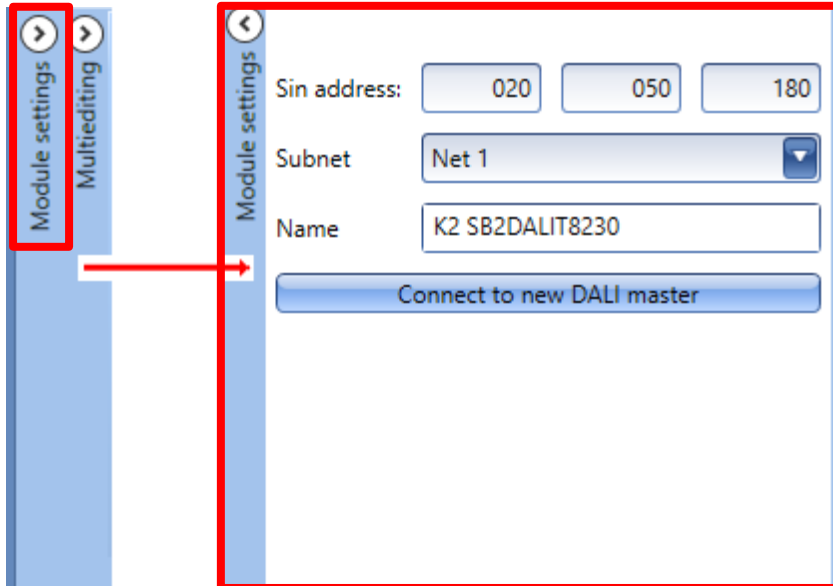 Module settings
Multiediting
Module settings
Sin address: 020 050 180
Subnet Net 1
Name K2 SB2DALIT8230
Connect to new DALI master